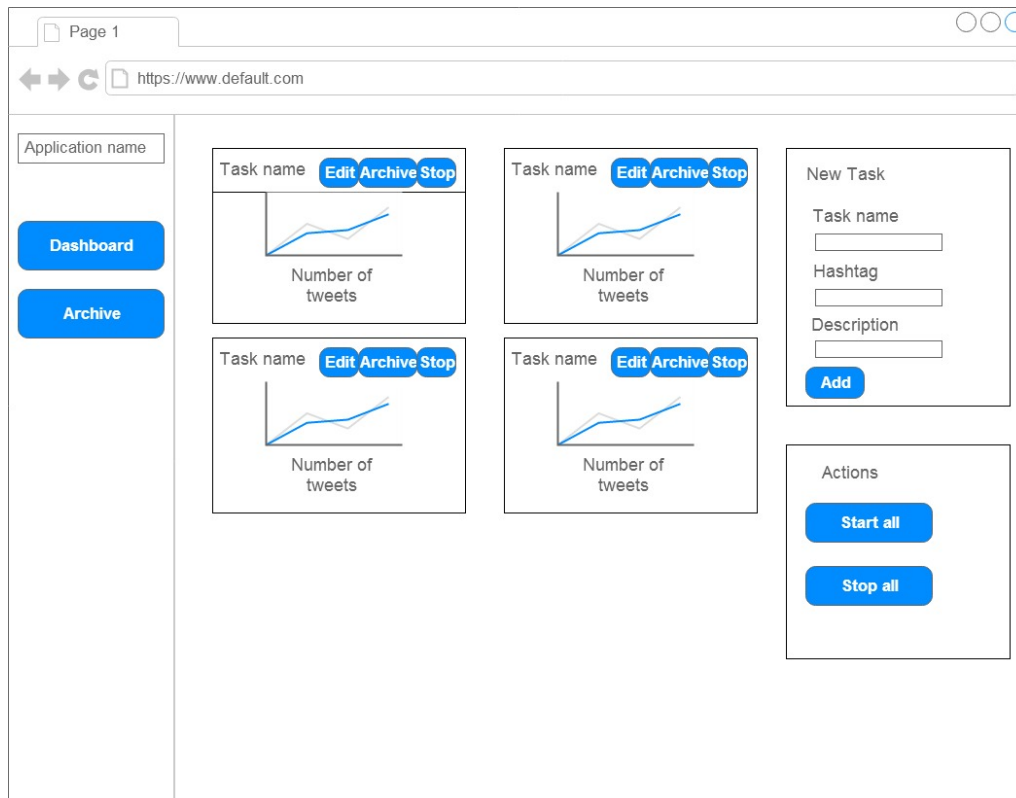 Page 1
https://www.default.com
Application name
Dashboard
Archive
Task name Edit Archive Stop
Number of
tweets
Task name Edit Archive Stop
Number of
tweets
Task name Edit Archive Stop
Number of
tweets
Task name Edit Archive Stop
Number of
tweets
New Task
Task name
Hashtag
Description
Add
Actions
Start all
Stop all